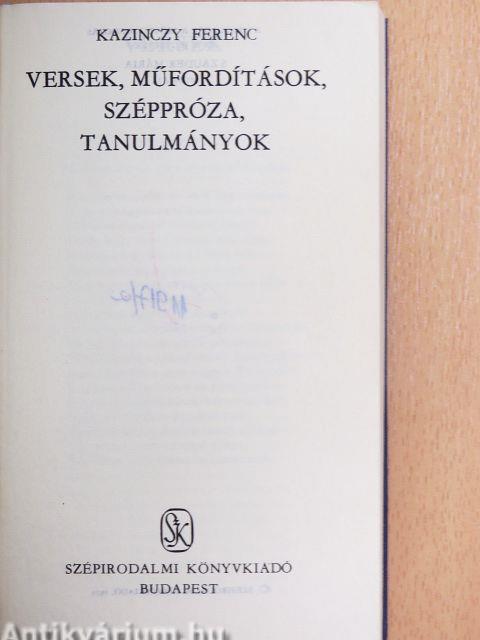 KAZINCZY FERENC
VERSEK, MŰFORDÍTÁSOK,
SZÉPPRÓZA,
TANULMÁNYOK
SzK
SZÉPIRODALMI KÖNYVKIADÓ
BUDAPEST
Antikvárium.hu